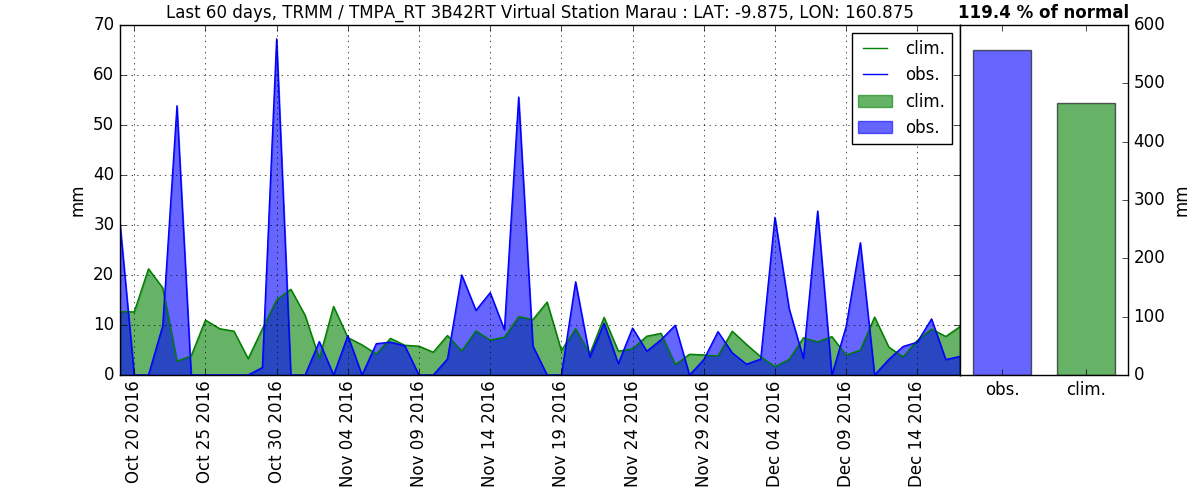 Last 60 days, TRMM / TMPA_RT 3B42RT Virtual Station Marau : LAT: -9.875, LON: 160.875
119.4 % of normal
70
60
50
40
30
20
10
0
mm
clim.
obs.
clim.
obs.
600
500
400
300
200
100
0
mm
Oct 20 2016
Oct 25 2016
Oct 30 2016
Nov 04 2016
Nov 09 2016
Nov 14 2016
Nov 19 2016
Nov 24 2016
Nov 29 2016
Dec 04 2016
Dec 09 2016
Dec 14 2016
obs.
clim.